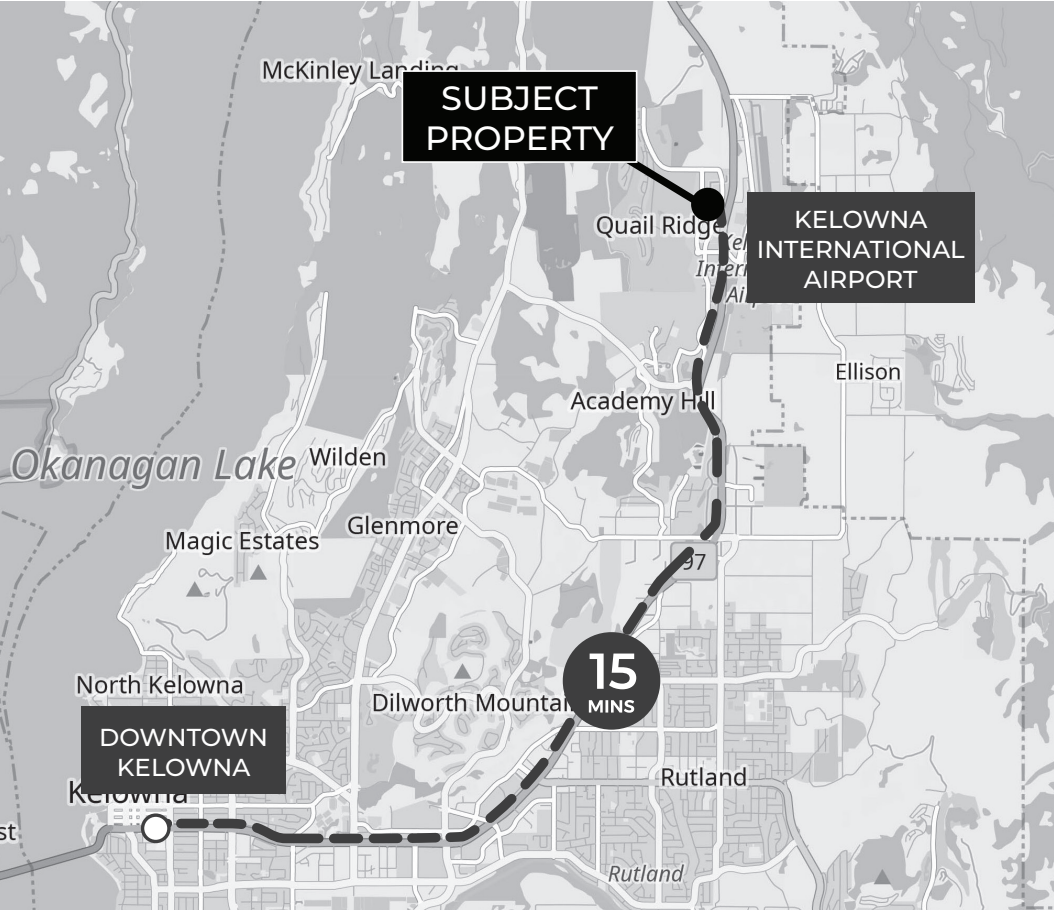 McKinley Landing
SUBJECT
PROPERTY
Quail Ridge
KELOWNA
INTERNATIONAL
AIRPORT
Ellison
Academy Hill
Okanagan Lake
Wilden
Glenmore
Magic Estates
97
15
MINS
North Kelowna
Dilworth Mountain
DOWNTOWN
KELOWNA
Kelowna
Rutland
st
Rutland